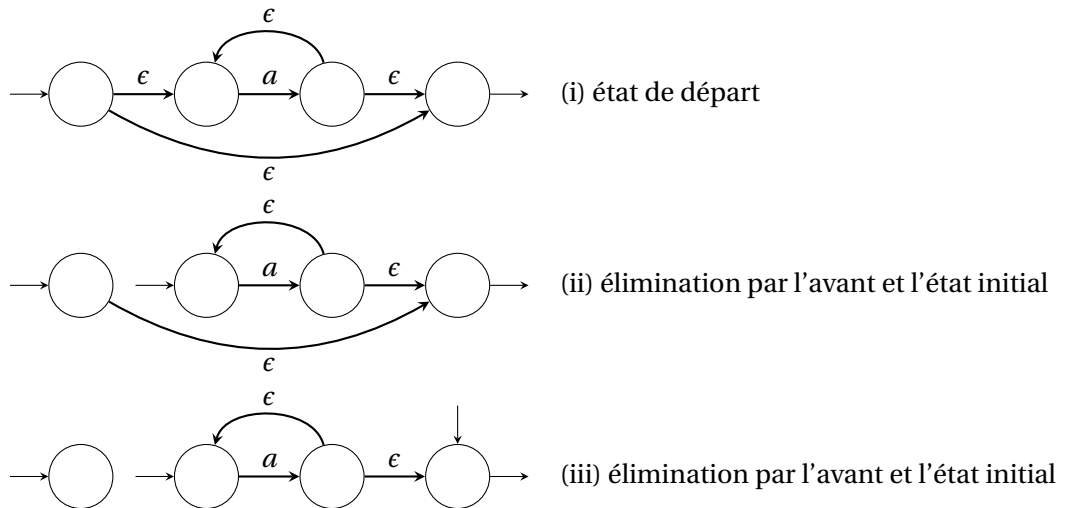 ϵ
ϵ a ϵ (i) état de départ
ϵ
ϵ
a ϵ (ii) élimination par l'avant et l'état initial
ϵ
ϵ
a ϵ (iii) élimination par l'avant et l'état initial